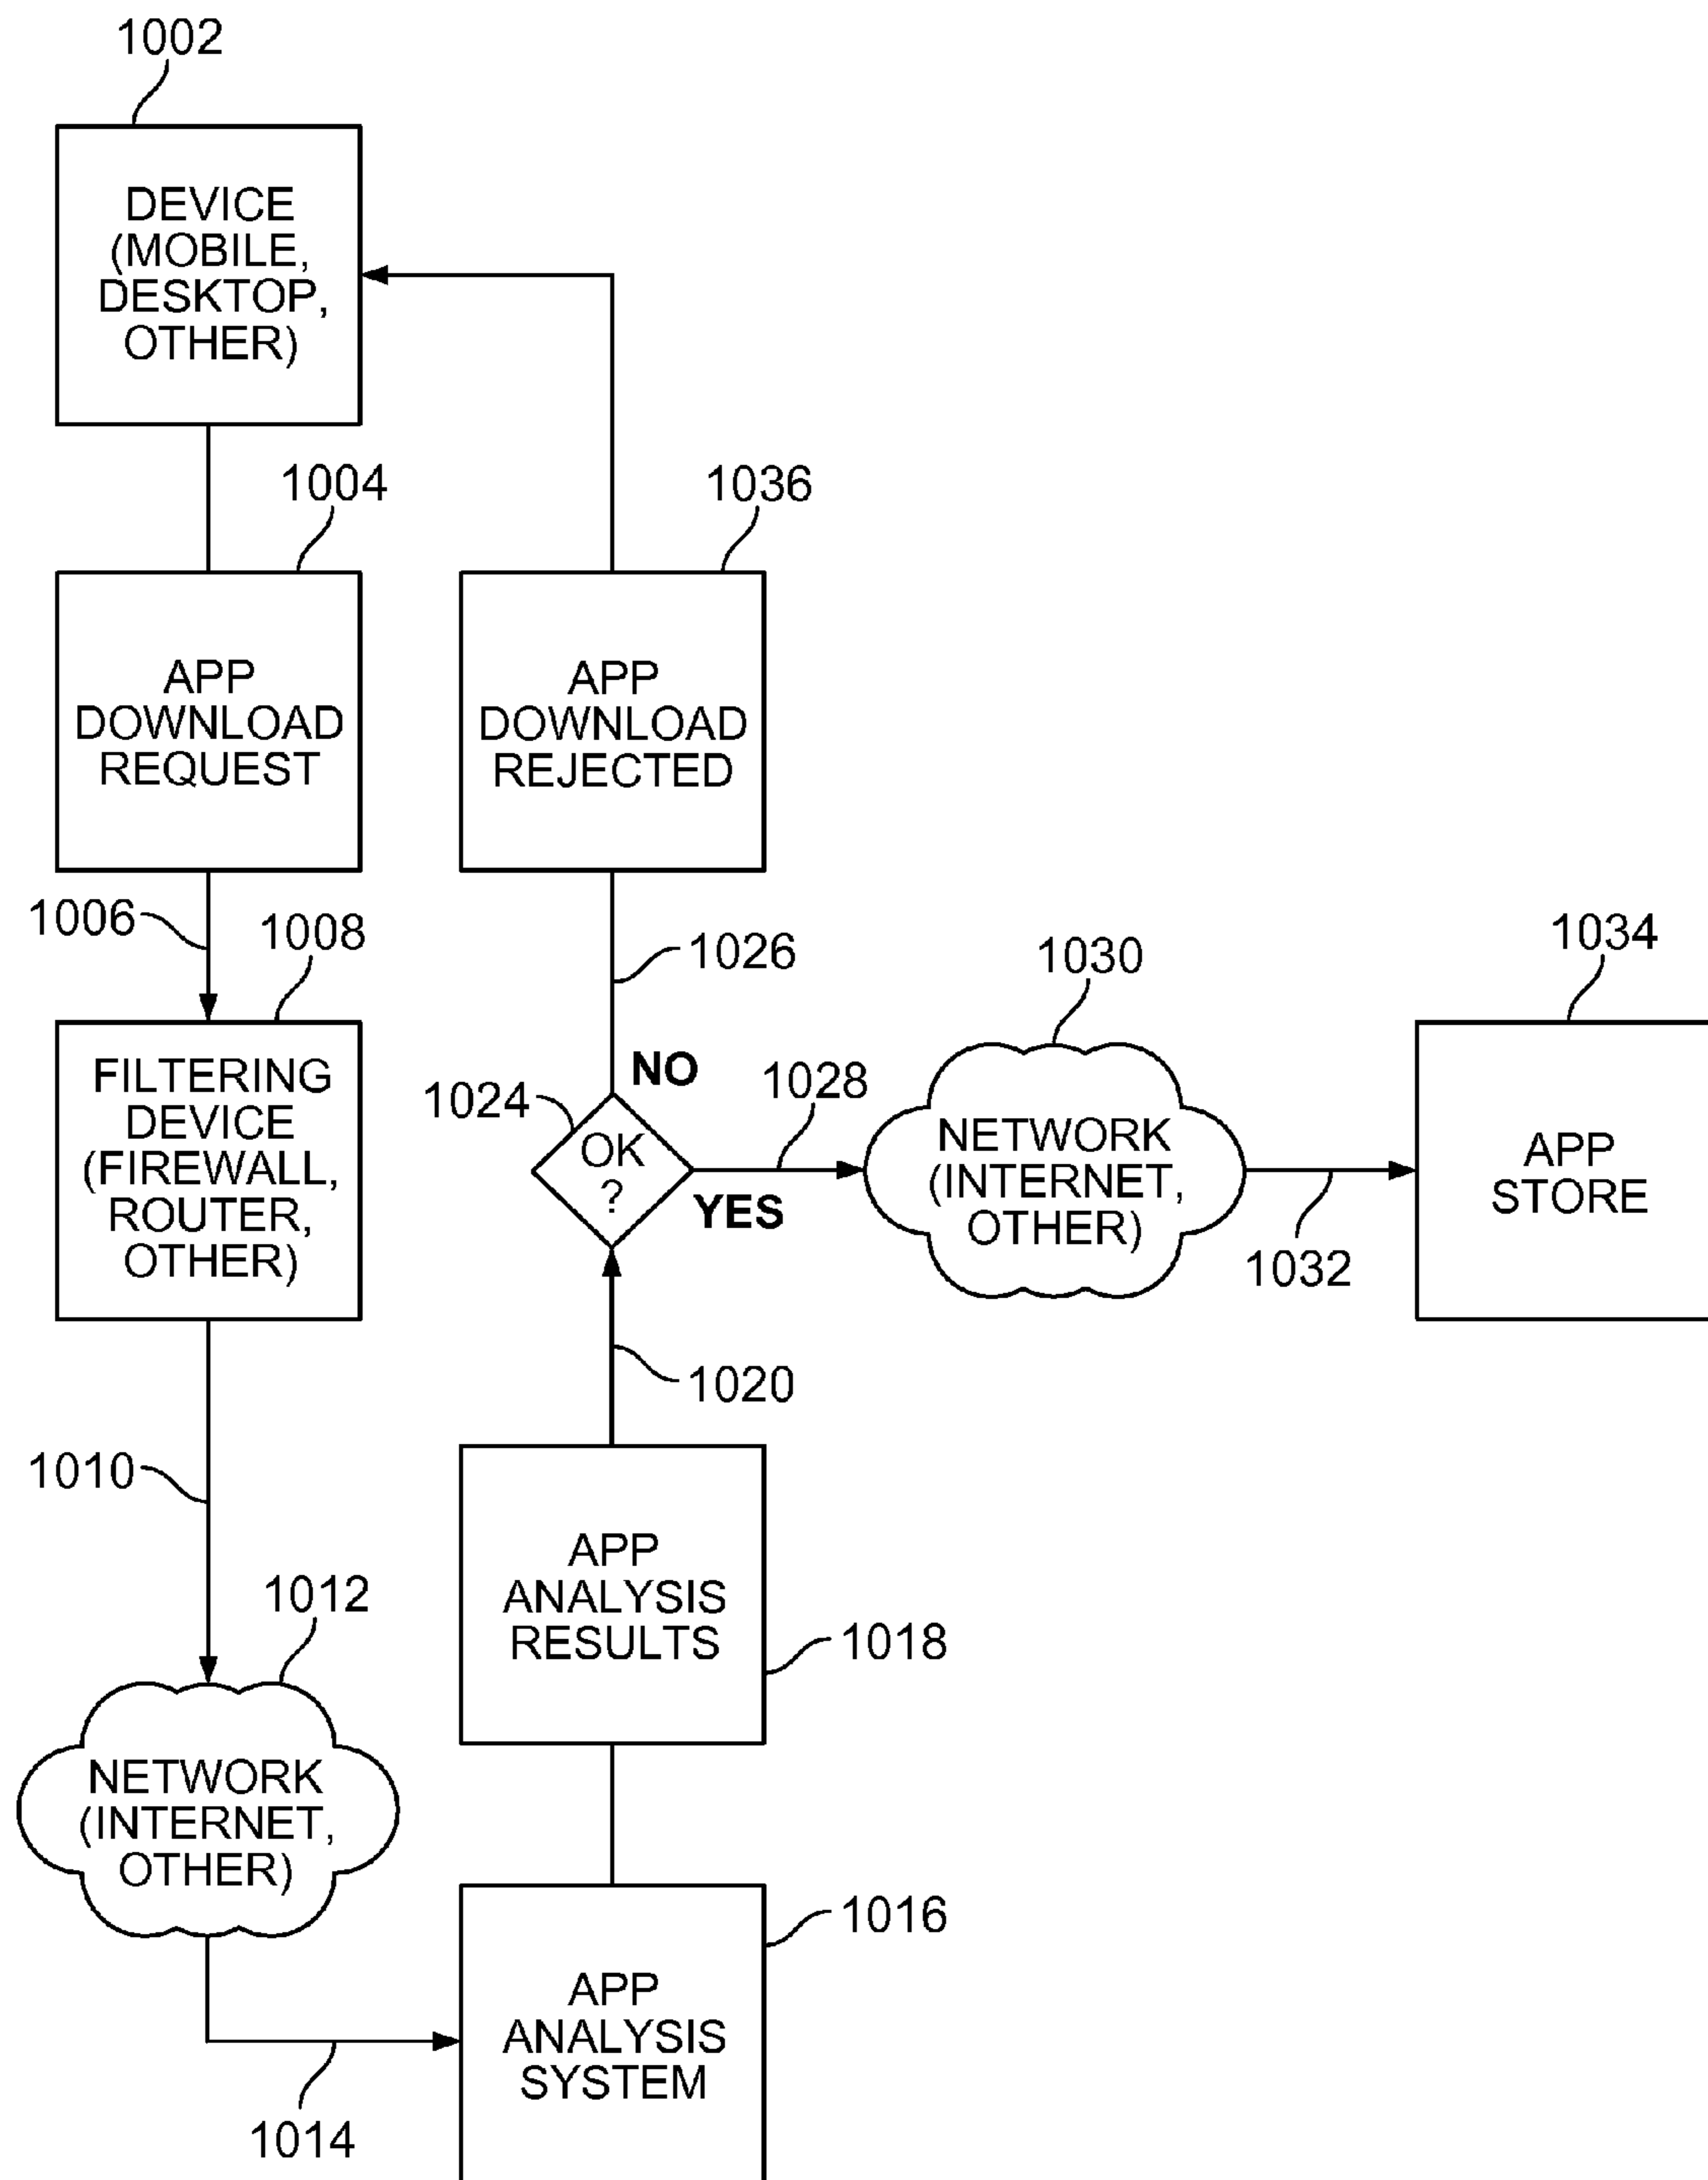 1002
DEVICE
(MOBILE,
DESKTOP,
OTHER)
1004
APP
DOWNLOAD
REQUEST
1036
APP
DOWNLOAD
REJECTED
1006
1008
FILTERING
DEVICE
(FIREWALL,
ROUTER,
OTHER)
1026
NO
1024
OK
?
YES
1028
1030
NETWORK
(INTERNET,
OTHER)
1032
1034
APP
STORE
1020
1010
1012
NETWORK
(INTERNET,
OTHER)
APP
ANALYSIS
RESULTS
1018
1014
APP
ANALYSIS
SYSTEM
1016